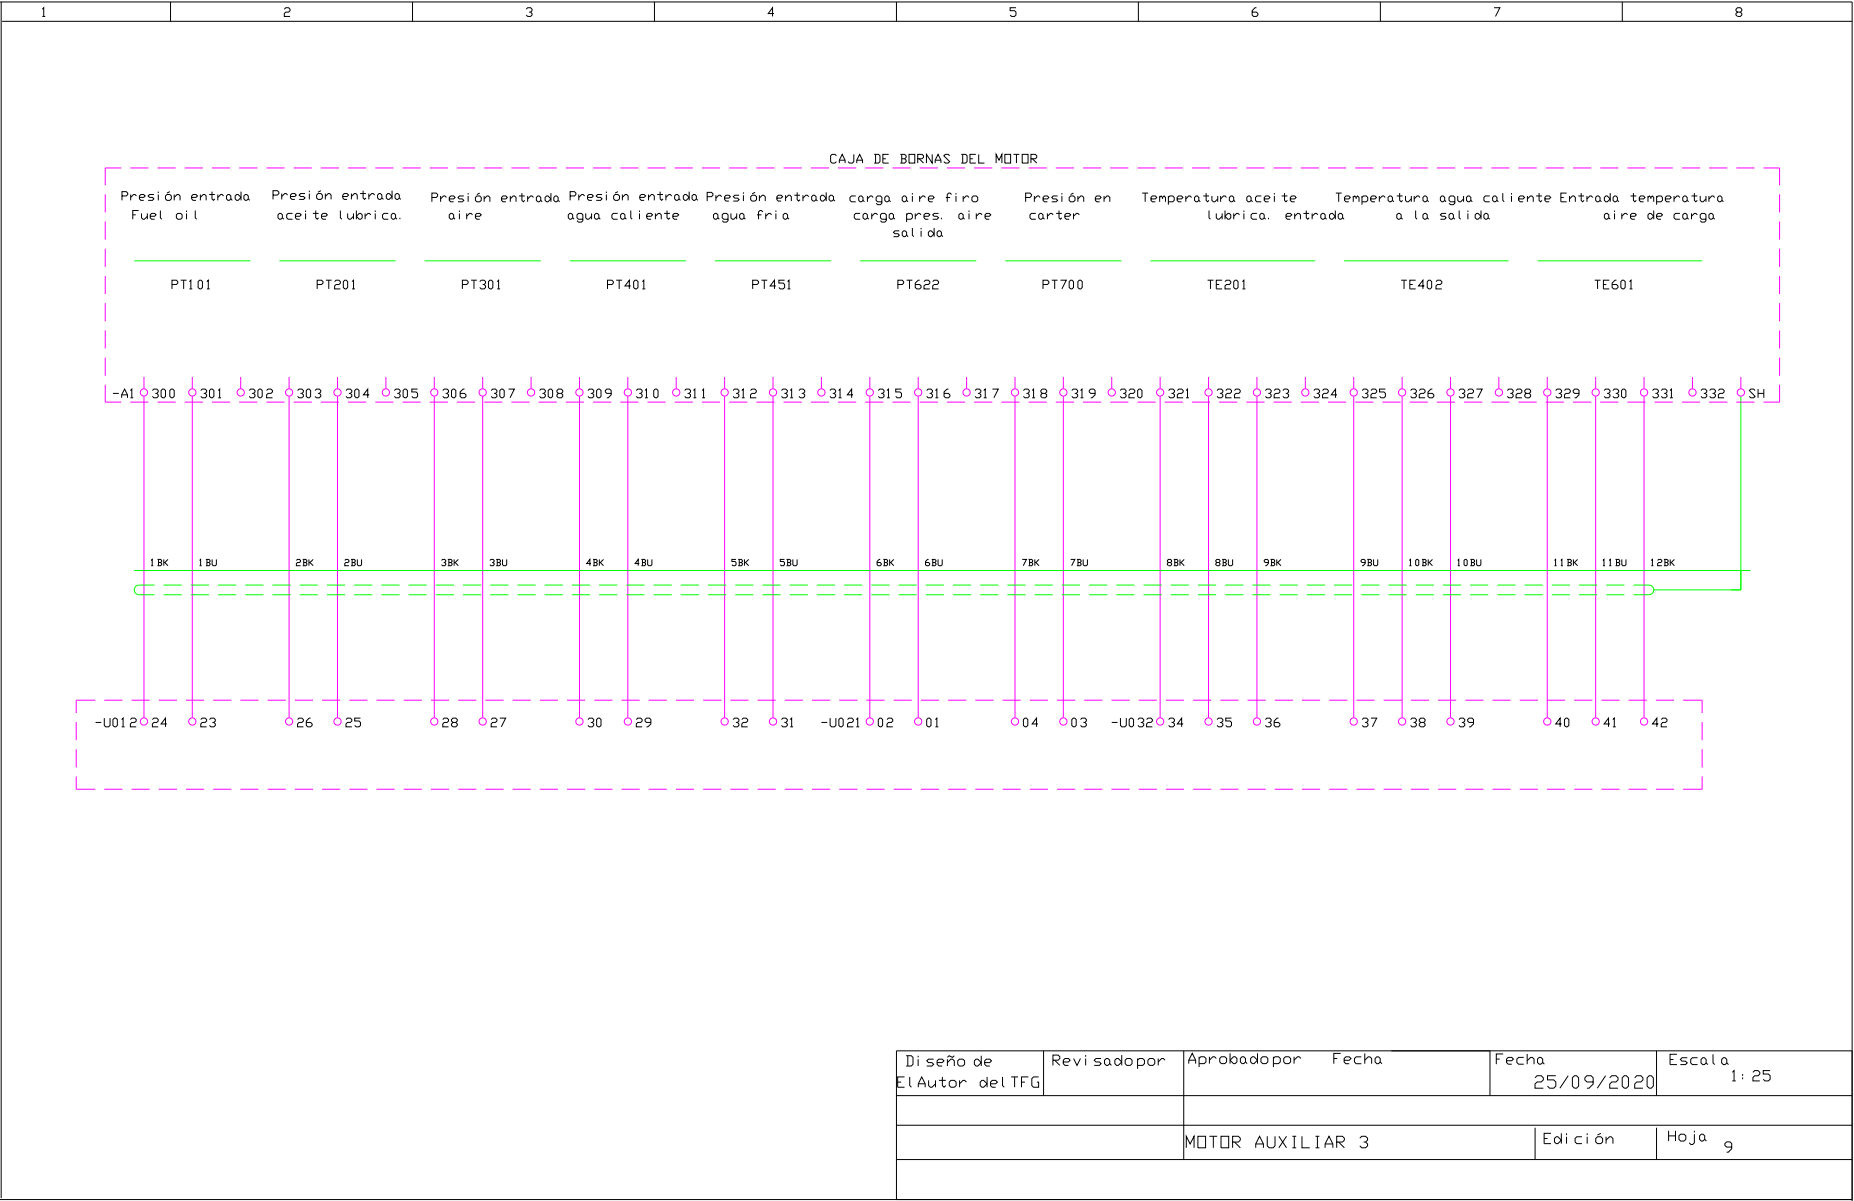 1 2 3 4 5 6 7 8
CAJA DE BORNAS DEL MOTOR
Presión entrada
Fuel oil
Presión entrada
aceite lubrica.
Presión entrada
aire
Presión entrada
agua caliente
Presión entrada
agua fria
carga aire firo
carga pres. aire
salida
Presión en
carter
Temperatura aceite
lubrica. entrada
Temperatura agua caliente
a la salida
Entrada temperatura
aire de carga
PT101 PT201 PT301 PT401 PT451 PT622 PT700 TE201 TE402 TE601
-A1 300 301 302 303 304 305 306 307 308 309 310 311 312 313 314 315 316 317 318 319 320 321 322 323 324 325 326 327 328 329 330 331 332 SH
1BK 1BU 2BK 2BU 3BK 3BU 4BK 4BU 5BK 5BU 6BK 6BU 7BK 7BU 8BK 8BU 9BK 9BU 10BK 10BU 11BK 11BU 12BK
-U012 24 23 26 25 28 27 30 29 32 31 -U021 02 01 04 03 -U032 34 35 36 37 38 39 40 41 42
Diseño de
El Autor del TFG
Revisado por
Aprobado por Fecha
Fecha
25/09/2020
Escala
1:25
MOTOR AUXILIAR 3
Edición
Hoja 9